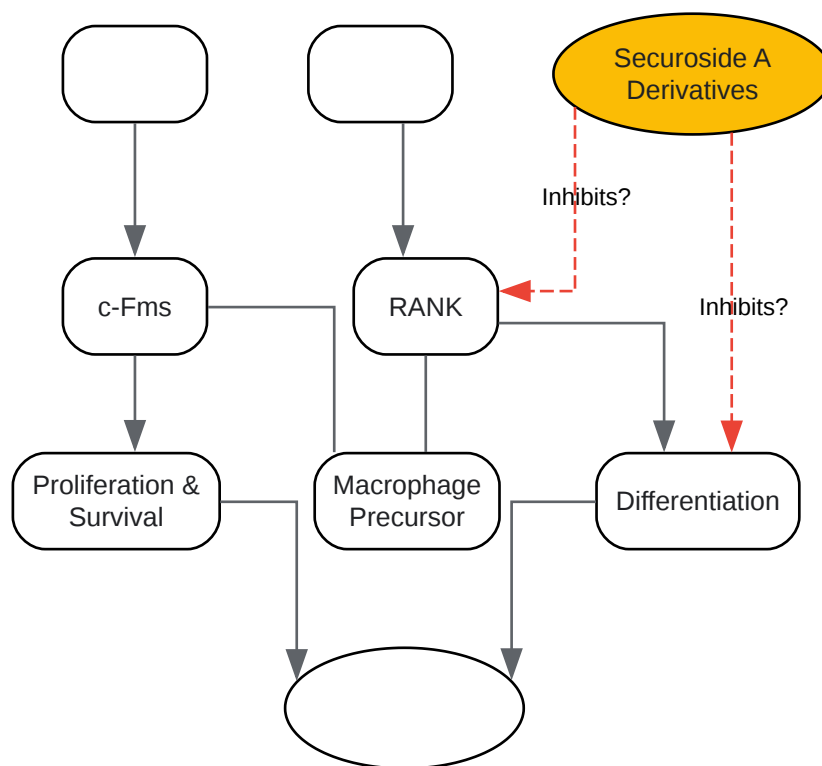 Securoside A
Derivatives
Inhibits?
c-Fms
RANK
Inhibits?
Proliferation &
Survival
Macrophage
Precursor
Differentiation